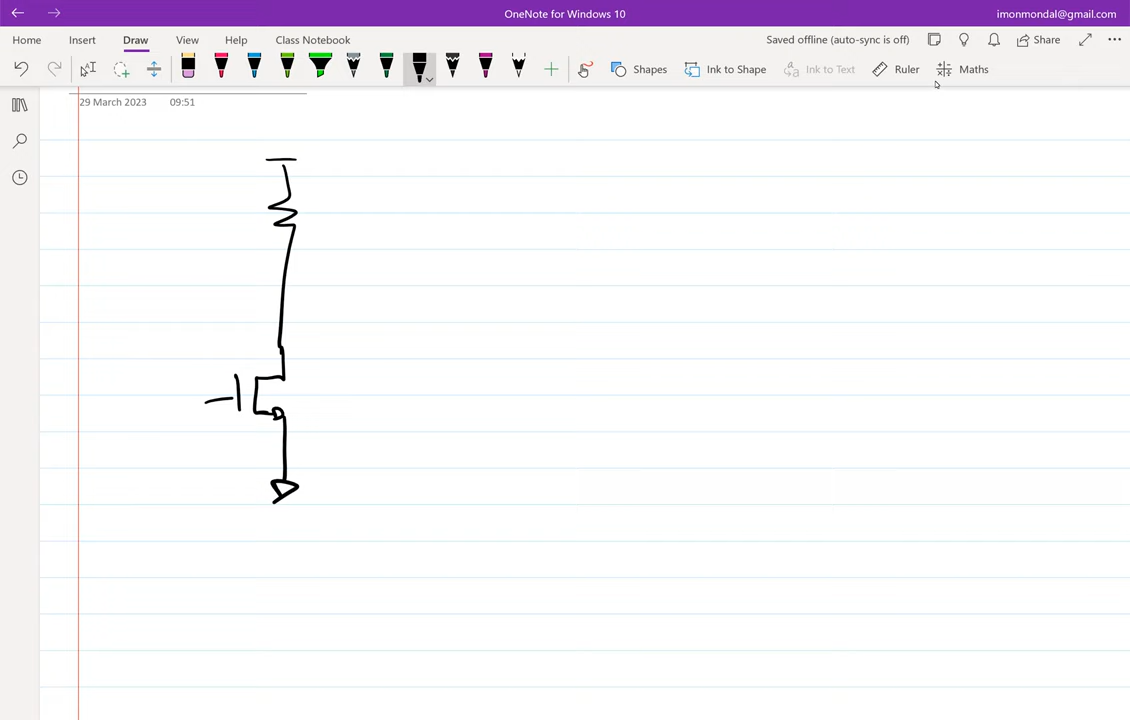 OneNote for Windows 10
imonmondal@gmail.com
Home Insert Draw View Help Class Notebook
Saved offline (auto-sync is off) Share
Shapes Ink to Shape Ink to Text Ruler Maths
29 March 2023 09:51